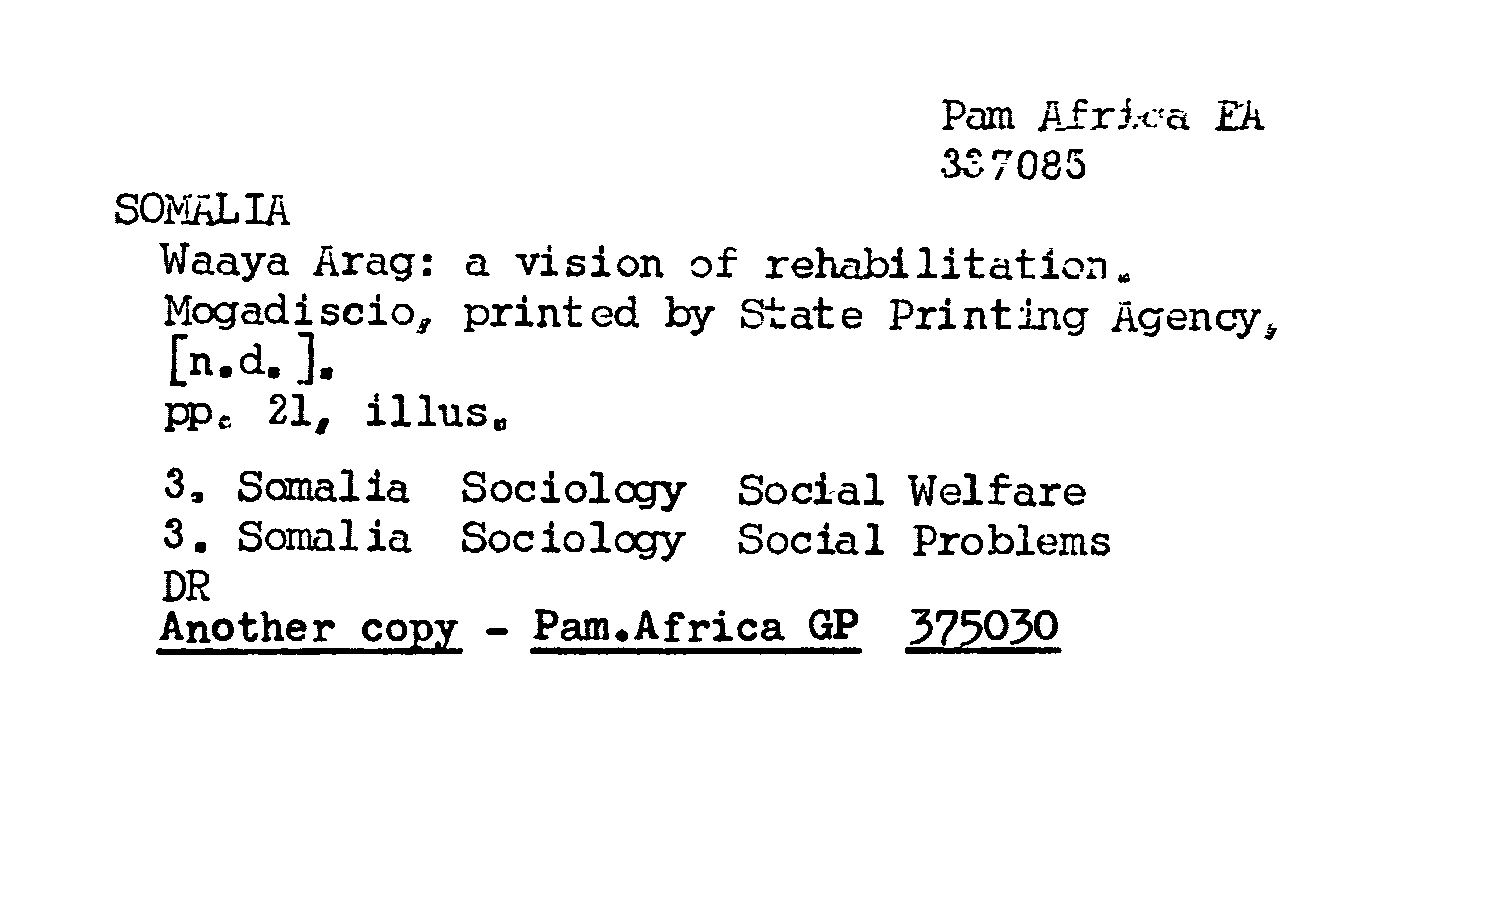 Pam Africa EA
337085
SOMALIA
Waaya Arag: a vision of rehabilitation.
Mogadiscio, printed by State Printing Agency,
[n.d.].
pp. 21, illus.
3. Somalia Sociology Social Welfare
3. Somalia Sociology Social Problems
DR
Another copy - Pam.Africa GP 375030